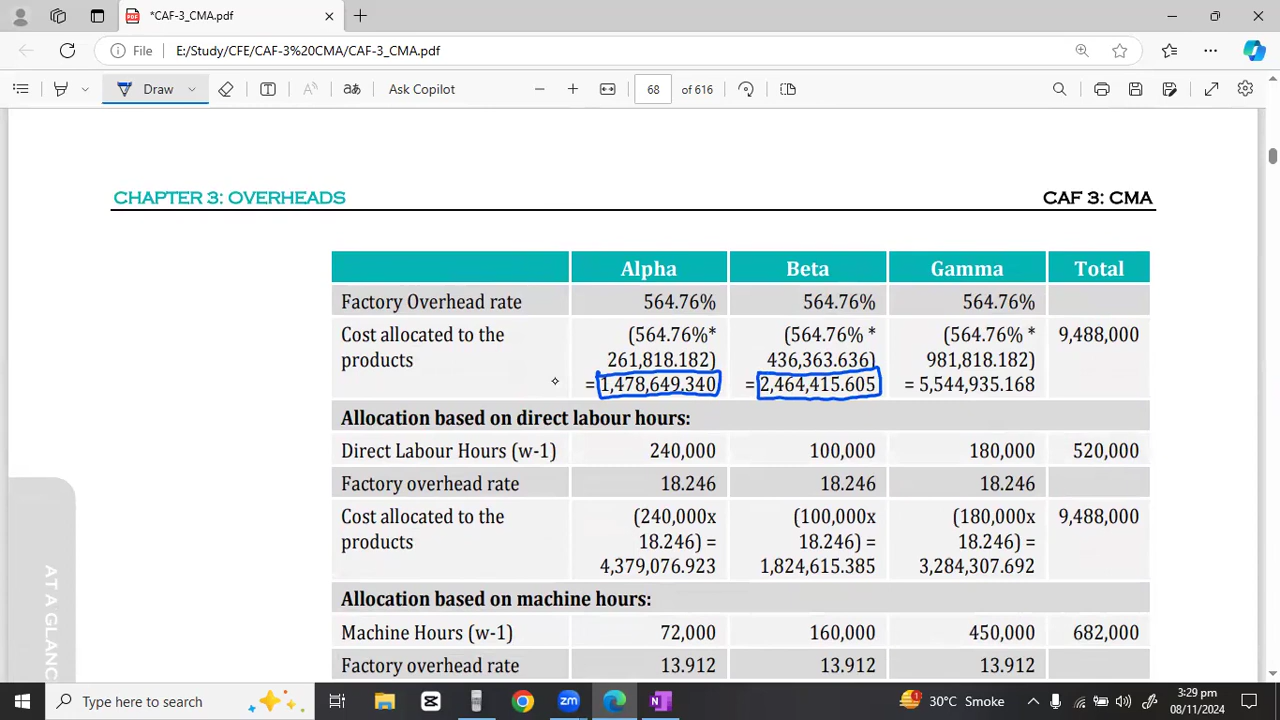 *CAF-3_CMA.pdf
File E:/Study/CFE/CAF-3%20CMA/CAF-3_CMA.pdf
Draw Ask Copilot 68 of 616
CHAPTER 3: OVERHEADS CAF 3: CMA
Alpha Beta Gamma Total
Factory Overhead rate 564.76% 564.76% 564.76%
Cost allocated to the (564.76%* (564.76% * (564.76% * 9,488,000
products 261,818.182) 436,363.636) 981,818.182)
= 1,478,649.340 = 2,464,415.605 = 5,544,935.168
Allocation based on direct labour hours:
Direct Labour Hours (w-1) 240,000 100,000 180,000 520,000
Factory overhead rate 18.246 18.246 18.246
Cost allocated to the (240,000x (100,000x (180,000x 9,488,000
products 18.246) = 18.246) = 18.246) =
4,379,076.923 1,824,615.385 3,284,307.692
Allocation based on machine hours:
Machine Hours (w-1) 72,000 160,000 450,000 682,000
Factory overhead rate 13.912 13.912 13.912
AT A GLANC
Type here to search 30°C Smoke 3:29 pm
08/11/2024